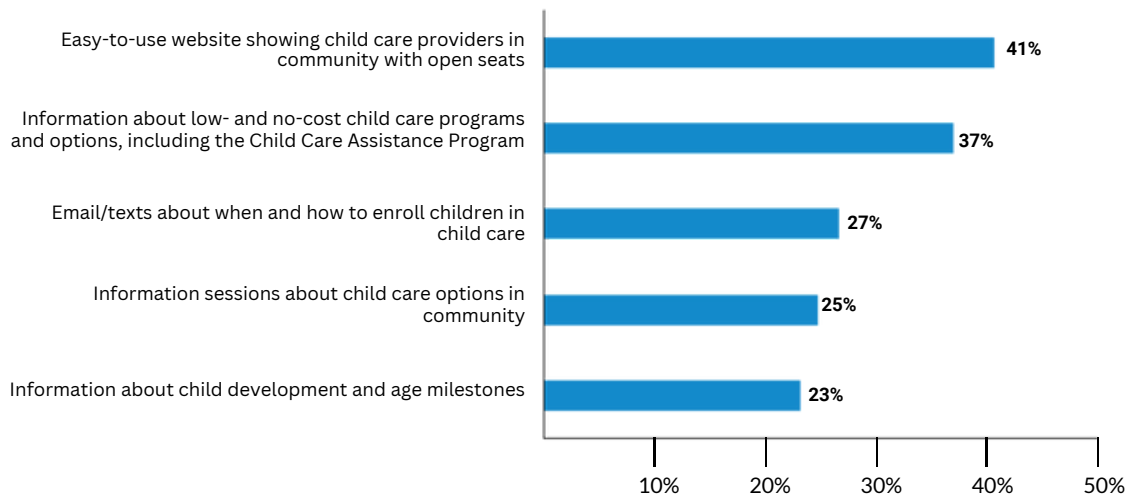 Easy-to-use website showing child care providers in
community with open seats
41%
Information about low- and no-cost child care programs
and options, including the Child Care Assistance Program
37%
Email/texts about when and how to enroll children in
child care
27%
Information sessions about child care options in
community
25%
Information about child development and age milestones
23%
10% 20% 30% 40% 50%